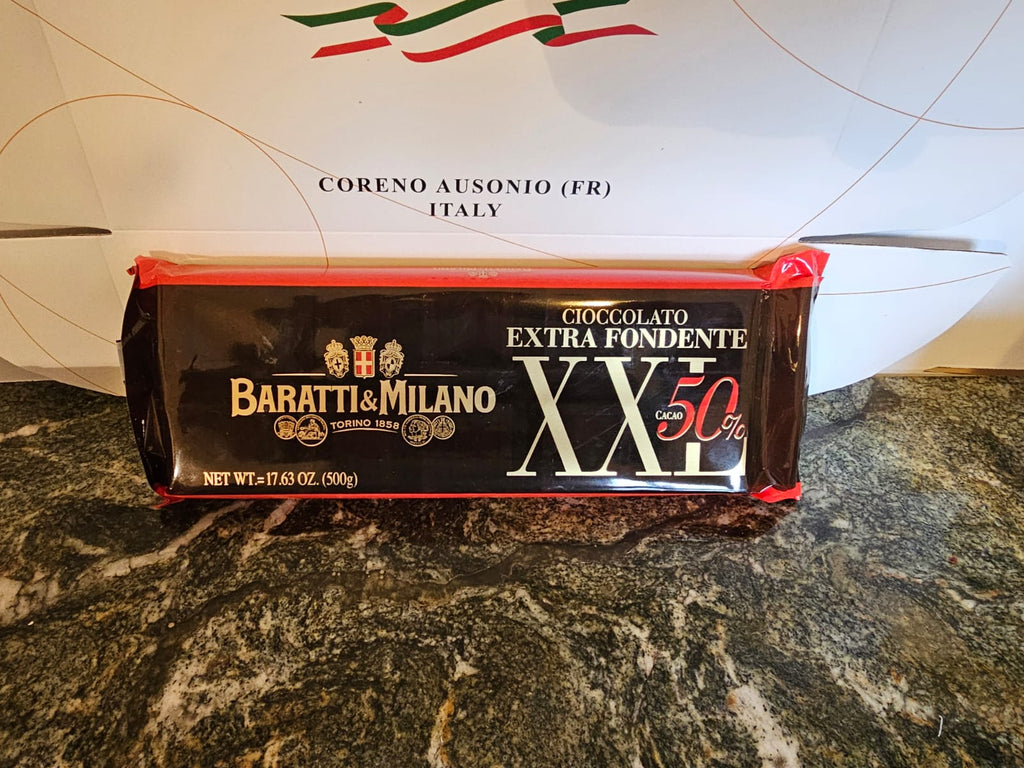 CORENO AUSONIO (FR)
ITALY
CIOCCOLATO
EXTRA FONDENTE
XXL
CACAO 50%
BARATTI & MILANO
TORINO 1858
NET WT.= 17.63 OZ. (500g)